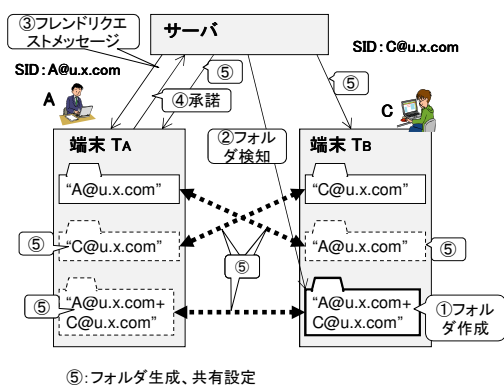 ③フレンドリクエ
ストメッセージ
サーバ
SID:A@u.x.com
SID:C@u.x.com
A
④承諾
⑤
⑤
C
端末 TA
②フォル
ダ検知
端末 TB
"A@u.x.com"
"C@u.x.com"
⑤
"C@u.x.com"
"A@u.x.com"
⑤
⑤
⑤
"A@u.x.com+
C@u.x.com"
"A@u.x.com+
C@u.x.com"
①フォル
ダ作成
⑤:フォルダ生成、共有設定